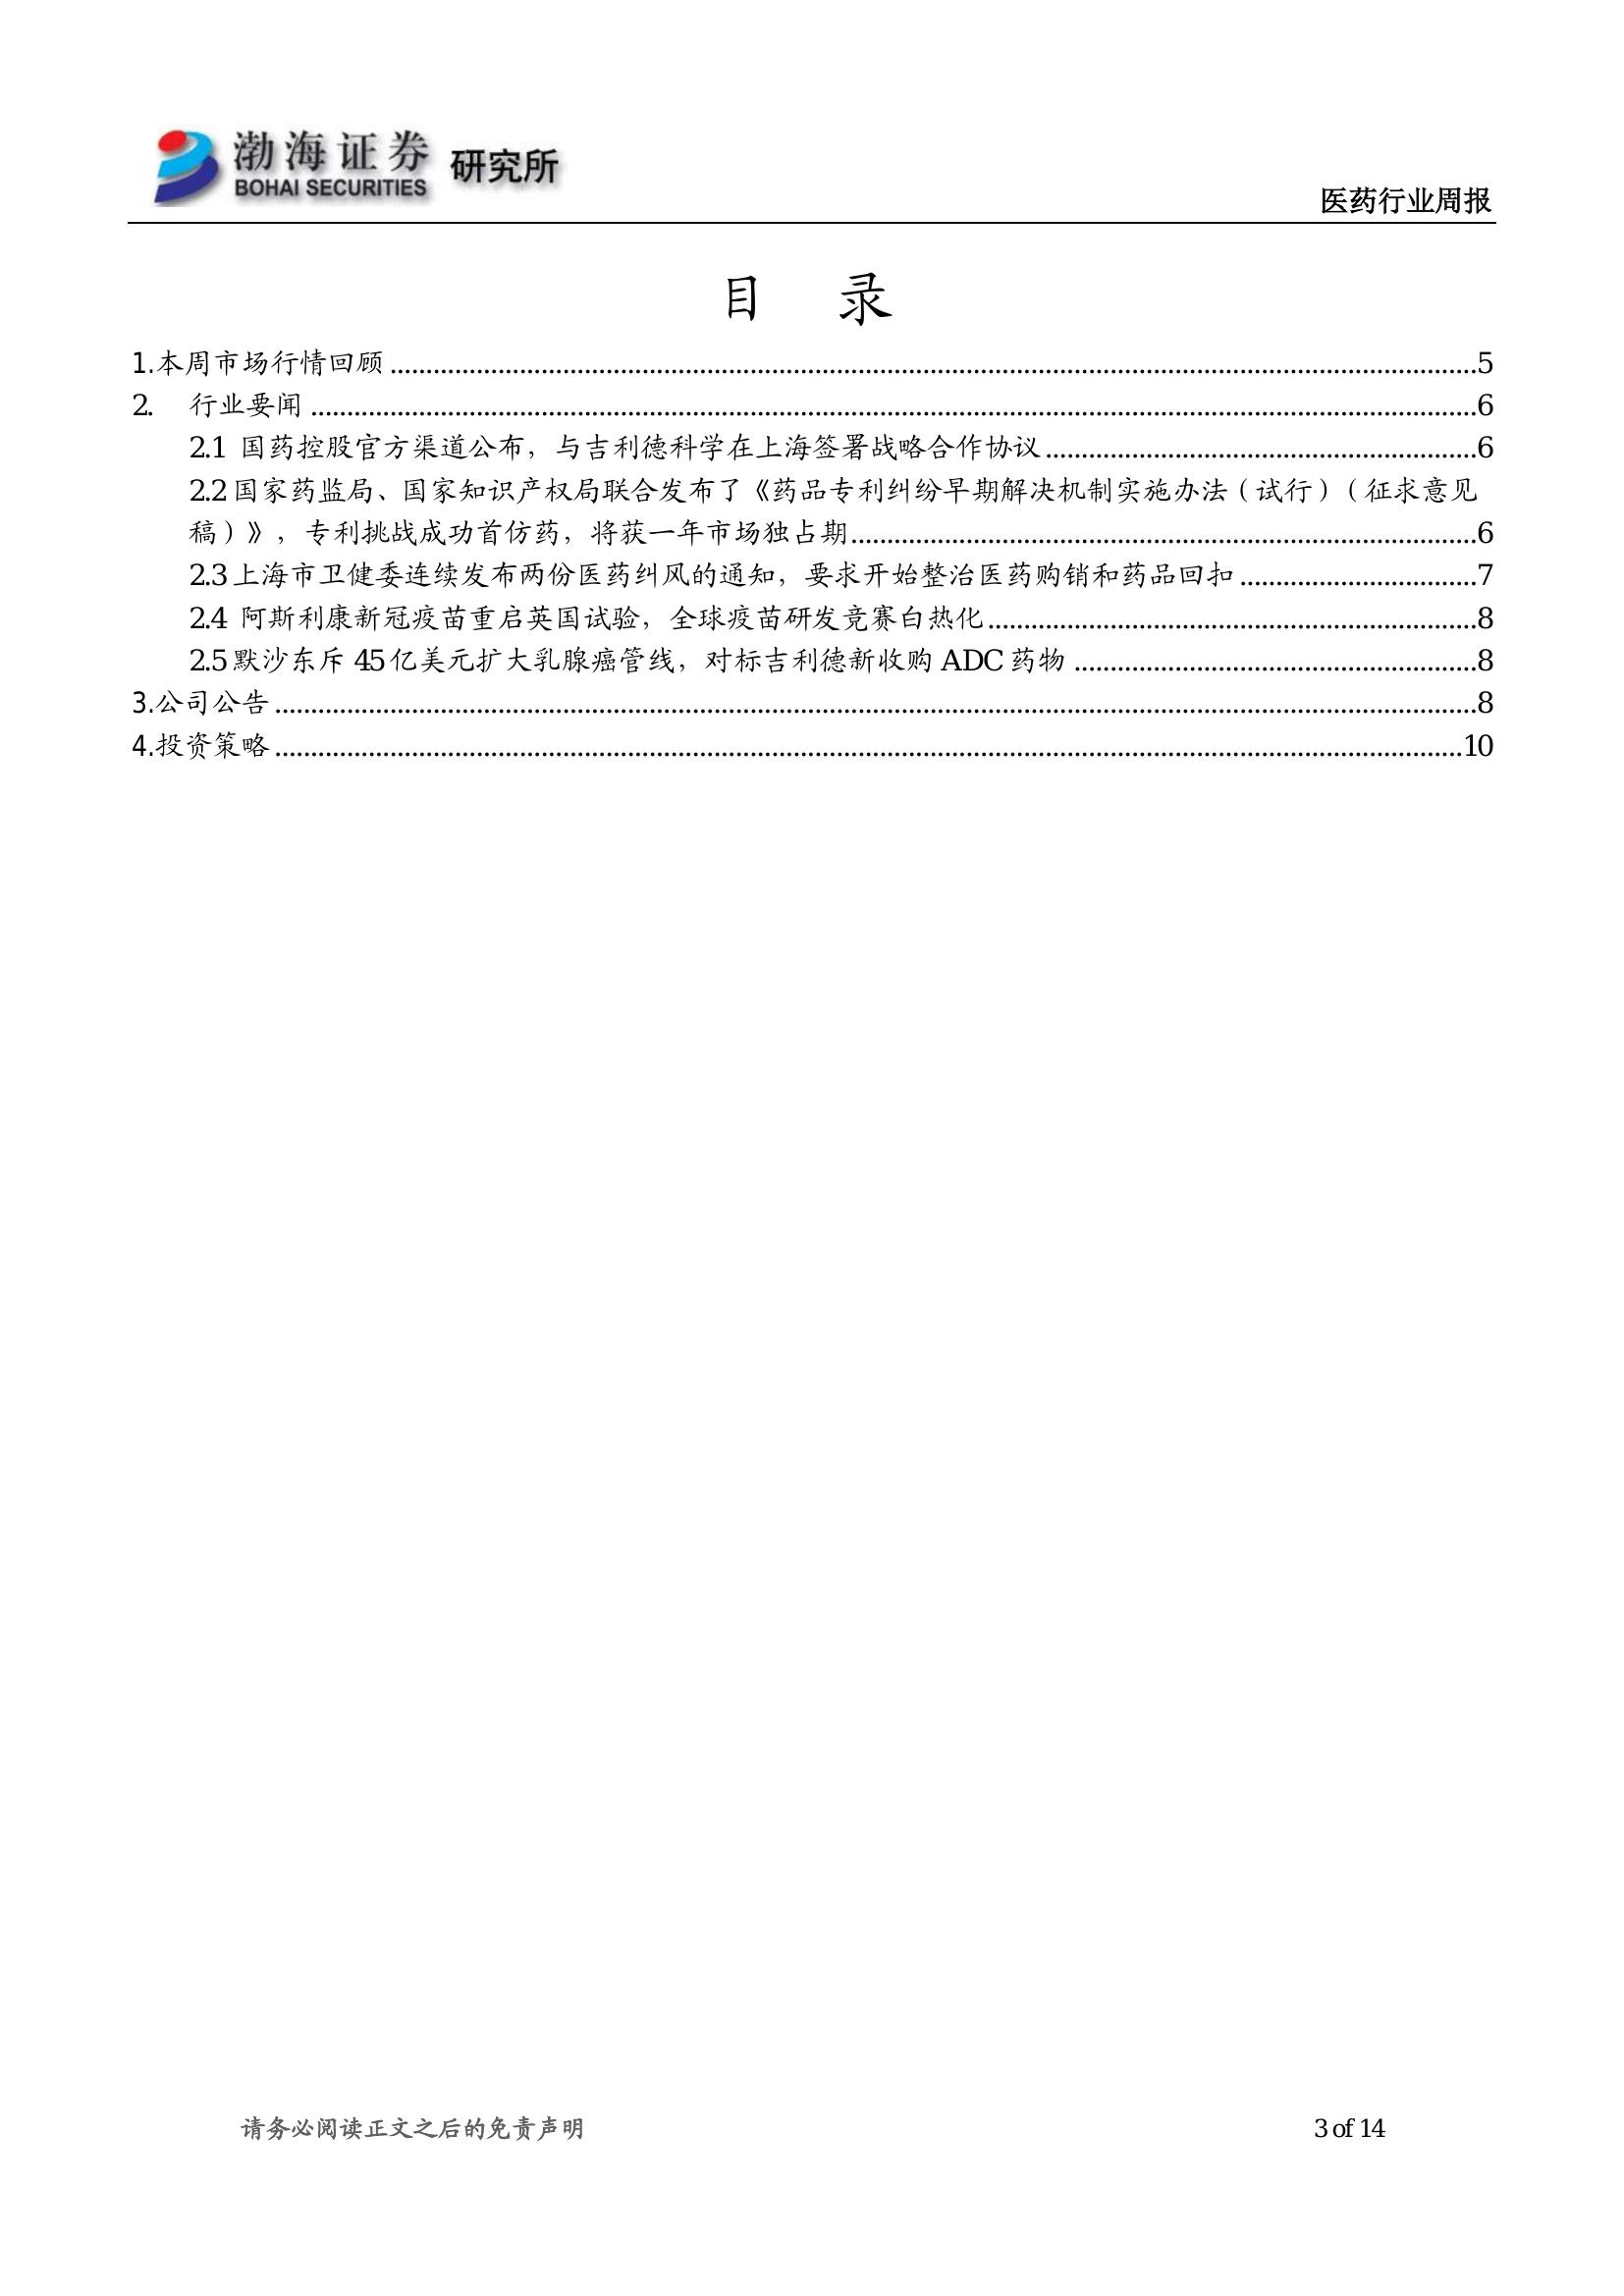 渤海证券 研究所
BOHAI SECURITIES
医药行业周报
目 录
1.本周市场行情回顾 ........ 5
2. 行业要闻 ........ 6
2.1 国药控股官方渠道公布，与吉利德科学在上海签署战略合作协议 ........ 6
2.2 国家药监局、国家知识产权局联合发布了《药品专利纠纷早期解决机制实施办法（试行）（征求意见
稿）》，专利挑战成功首仿药，将获一年市场独占期 ........ 6
2.3 上海市卫健委连续发布两份医药纠风的通知，要求开始整治医药购销和药品回扣 ........ 7
2.4 阿斯利康新冠疫苗重启英国试验，全球疫苗研发竞赛白热化 ........ 8
2.5 默沙东斥 45 亿美元扩大乳腺癌管线，对标吉利德新收购 ADC 药物 ........ 8
3.公司公告 ........ 8
4.投资策略 ........ 10
请务必阅读正文之后的免责声明 3 of 14